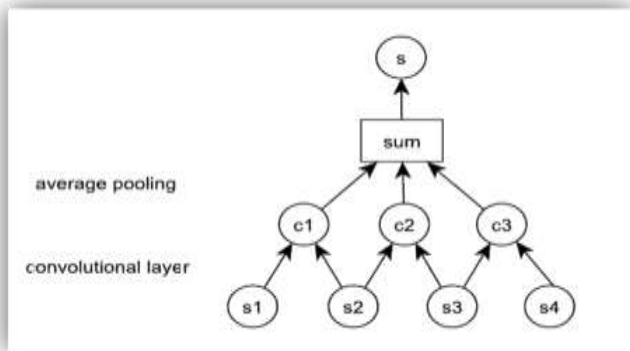 s
sum
average pooling
c1 c2 c3
convolutional layer
s1 s2 s3 s4